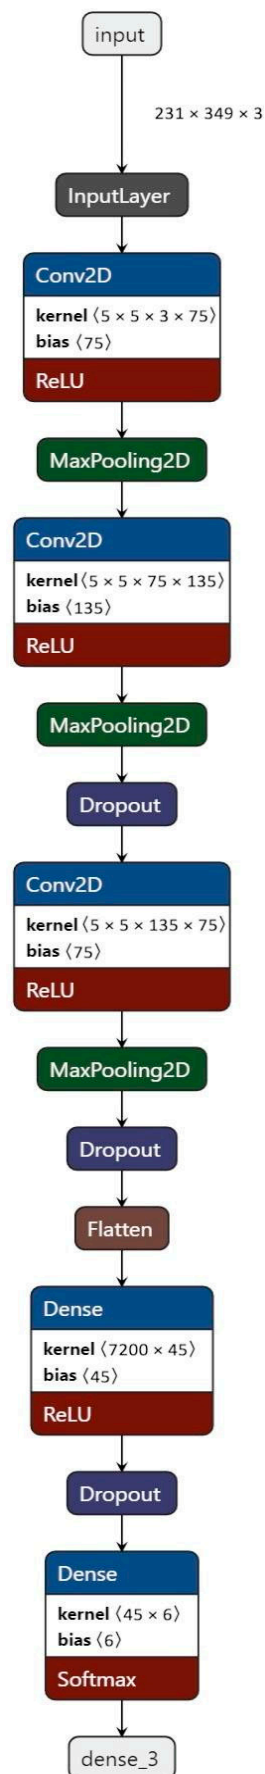 input
231 × 349 × 3
InputLayer
Conv2D
kernel ⟨5 × 5 × 3 × 75⟩
bias ⟨75⟩
ReLU
MaxPooling2D
Conv2D
kernel ⟨5 × 5 × 75 × 135⟩
bias ⟨135⟩
ReLU
MaxPooling2D
Dropout
Conv2D
kernel ⟨5 × 5 × 135 × 75⟩
bias ⟨75⟩
ReLU
MaxPooling2D
Dropout
Flatten
Dense
kernel ⟨7200 × 45⟩
bias ⟨45⟩
ReLU
Dropout
Dense
kernel ⟨45 × 6⟩
bias ⟨6⟩
Softmax
dense_3